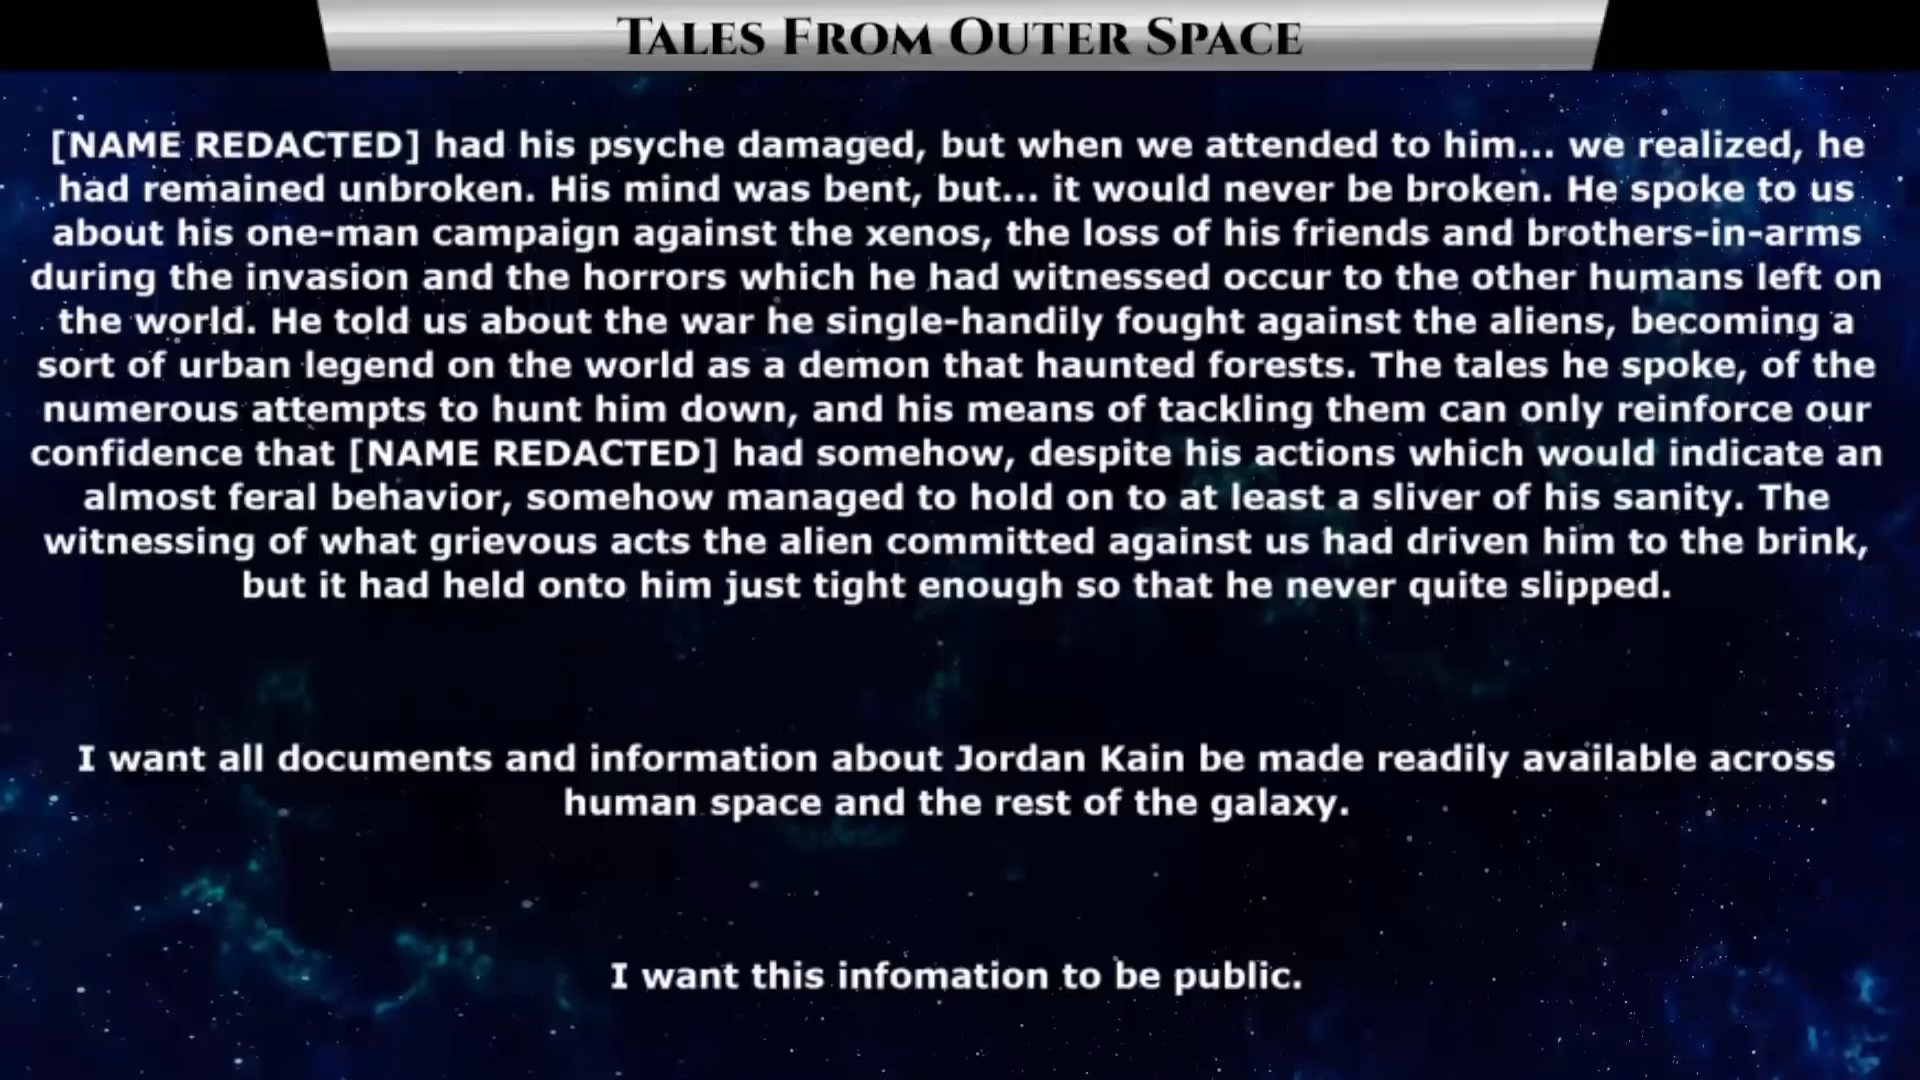 Tales From Outer Space
[NAME REDACTED] had his psyche damaged, but when we attended to him... we realized, he
had remained unbroken. His mind was bent, but... it would never be broken. He spoke to us
about his one-man campaign against the xenos, the loss of his friends and brothers-in-arms
during the invasion and the horrors which he had witnessed occur to the other humans left on
the world. He told us about the war he single-handily fought against the aliens, becoming a
sort of urban legend on the world as a demon that haunted forests. The tales he spoke, of the
numerous attempts to hunt him down, and his means of tackling them can only reinforce our
confidence that [NAME REDACTED] had somehow, despite his actions which would indicate an
almost feral behavior, somehow managed to hold on to at least a sliver of his sanity. The
witnessing of what grievous acts the alien committed against us had driven him to the brink,
but it had held onto him just tight enough so that he never quite slipped.
I want all documents and information about Jordan Kain be made readily available across
human space and the rest of the galaxy.
I want this infomation to be public.